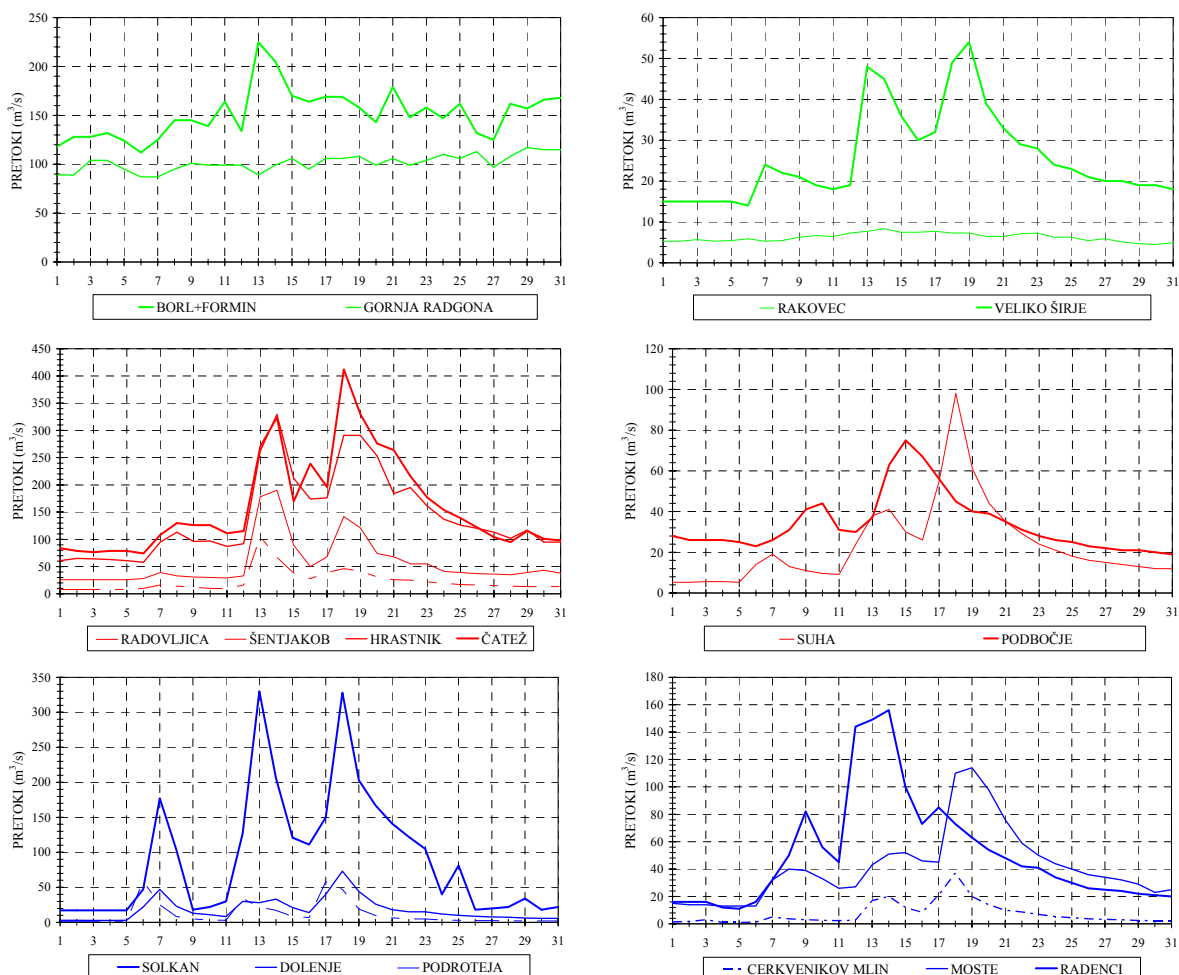 PRETOKI (m³/s)
250
200
150
100
50
0
1 3 5 7 9 11 13 15 17 19 21 23 25 27 29 31
BORL+FORMIN GORNJA RADGONA
PRETOKI (m³/s)
60
50
40
30
20
10
0
1 3 5 7 9 11 13 15 17 19 21 23 25 27 29 31
RAKOVEC VELIKO ŠIRJE
PRETOKI (m³/s)
450
400
350
300
250
200
150
100
50
0
1 3 5 7 9 11 13 15 17 19 21 23 25 27 29 31
RADOVLJICA ŠENTJAKOB HRASTNIK ČATEŽ
PRETOKI (m³/s)
120
100
80
60
40
20
0
1 3 5 7 9 11 13 15 17 19 21 23 25 27 29 31
SUHA PODBOČJE
PRETOKI (m³/s)
350
300
250
200
150
100
50
0
1 3 5 7 9 11 13 15 17 19 21 23 25 27 29 31
SOLKAN DOLENJE PODROTEJA
PRETOKI (m³/s)
180
160
140
120
100
80
60
40
20
0
1 3 5 7 9 11 13 15 17 19 21 23 25 27 29 31
CERKVENIKOV MLIN MOSTE RADENCI